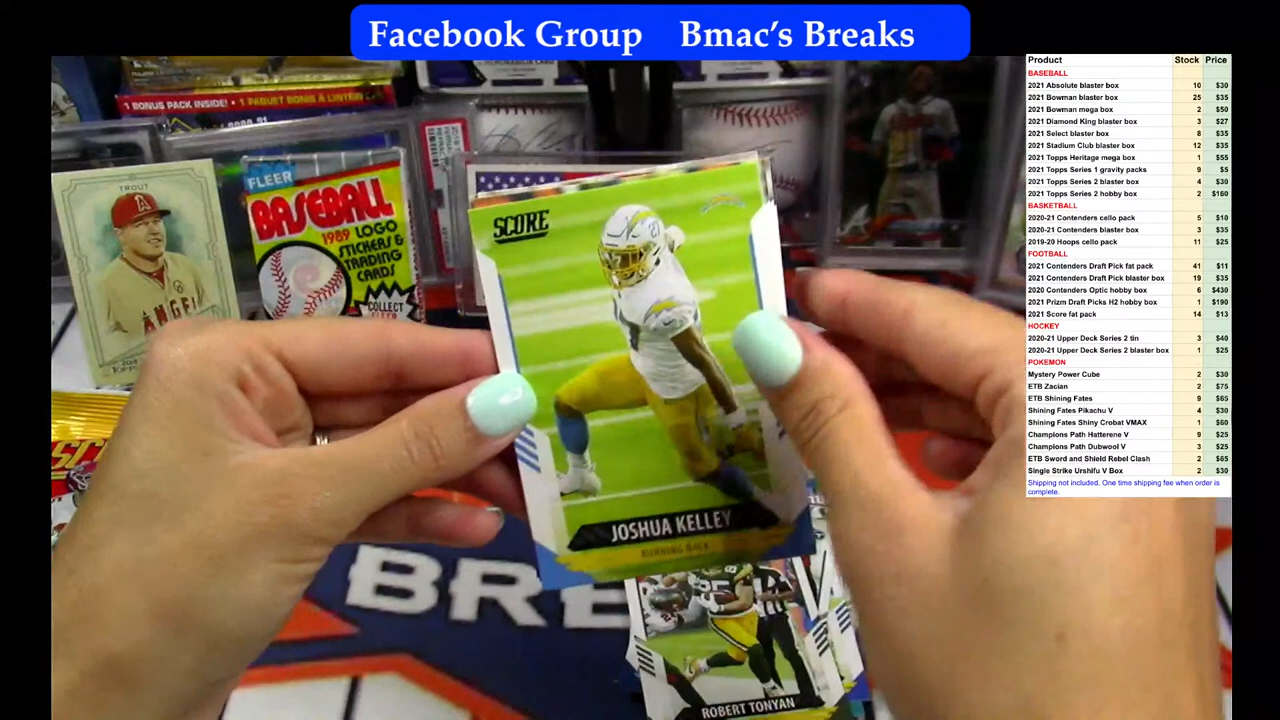 Facebook Group Bmac's Breaks
Product Stock Price
BASEBALL
2021 Absolute blaster box 10 $30
2021 Bowman blaster box 25 $35
2021 Bowman mega box 2 $50
2021 Diamond King blaster box 3 $27
2021 Select blaster box 8 $35
2021 Stadium Club blaster box 12 $35
2021 Topps Heritage mega box 1 $55
2021 Topps Series 1 gravity packs 9 $5
2021 Topps Series 2 blaster box 4 $30
2021 Topps Series 2 hobby box 2 $160
BASKETBALL
2020-21 Contenders cello pack 5 $10
2020-21 Contenders blaster box 3 $35
2019-20 Hoops cello pack 11 $25
FOOTBALL
2021 Contenders Draft Pick fat pack 41 $11
2021 Contenders Draft Pick blaster box 19 $35
2020 Contenders Optic hobby box 6 $430
2021 Prizm Draft Picks H2 hobby box 1 $190
2021 Score fat pack 14 $13
HOCKEY
2020-21 Upper Deck Series 2 tin 3 $40
2020-21 Upper Deck Series 2 blaster box 1 $25
POKEMON
Mystery Power Cube 2 $30
ETB Zacian 2 $75
ETB Shining Fates 9 $65
Shining Fates Pikachu V 4 $30
Shining Fates Shiny Crobat VMAX 1 $60
Champions Path Hatterene V 9 $25
Champions Path Dubwool V 3 $25
ETB Sword and Shield Rebel Clash 2 $65
Single Strike Urshifu V Box 2 $30
Shipping not included. One time shipping fee when order is
complete.
1 BONUS PACK INSIDE! • 1 PAQUET BONIS À L'INTÉR
TROUT
ANGE
FLEER
BASEBALL
1989 LOGO
STICKERS &
TRADING
CARDS
COLLECT
SCORE
JOSHUA KELLEY
RUNNING BACK
BRE
ROBERT TONYAN